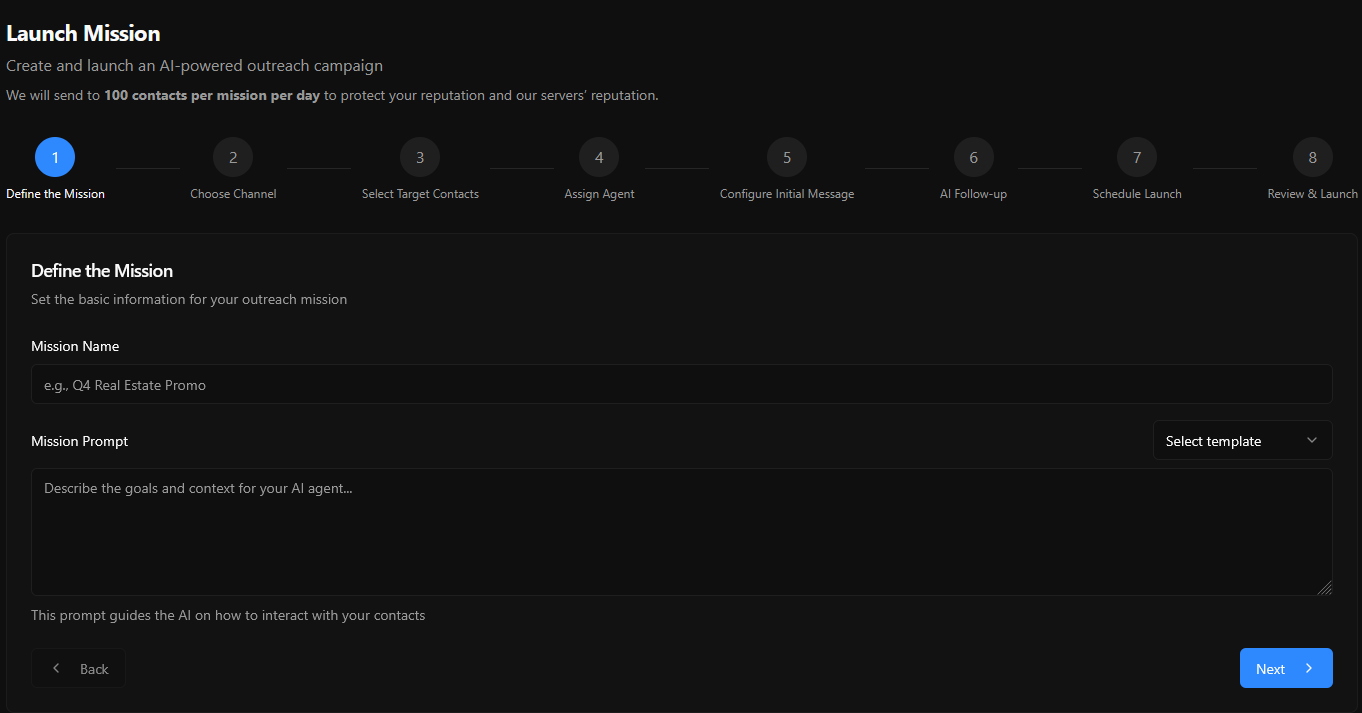 Launch Mission
Create and launch an AI-powered outreach campaign
We will send to 100 contacts per mission per day to protect your reputation and our servers' reputation.
1
2
3
4
5
6
7
8
Define the Mission
Choose Channel
Select Target Contacts
Assign Agent
Configure Initial Message
AI Follow-up
Schedule Launch
Review & Launch
Define the Mission
Set the basic information for your outreach mission
Mission Name
e.g., Q4 Real Estate Promo
Mission Prompt
Select template
Describe the goals and context for your AI agent...
This prompt guides the AI on how to interact with your contacts
Back
Next